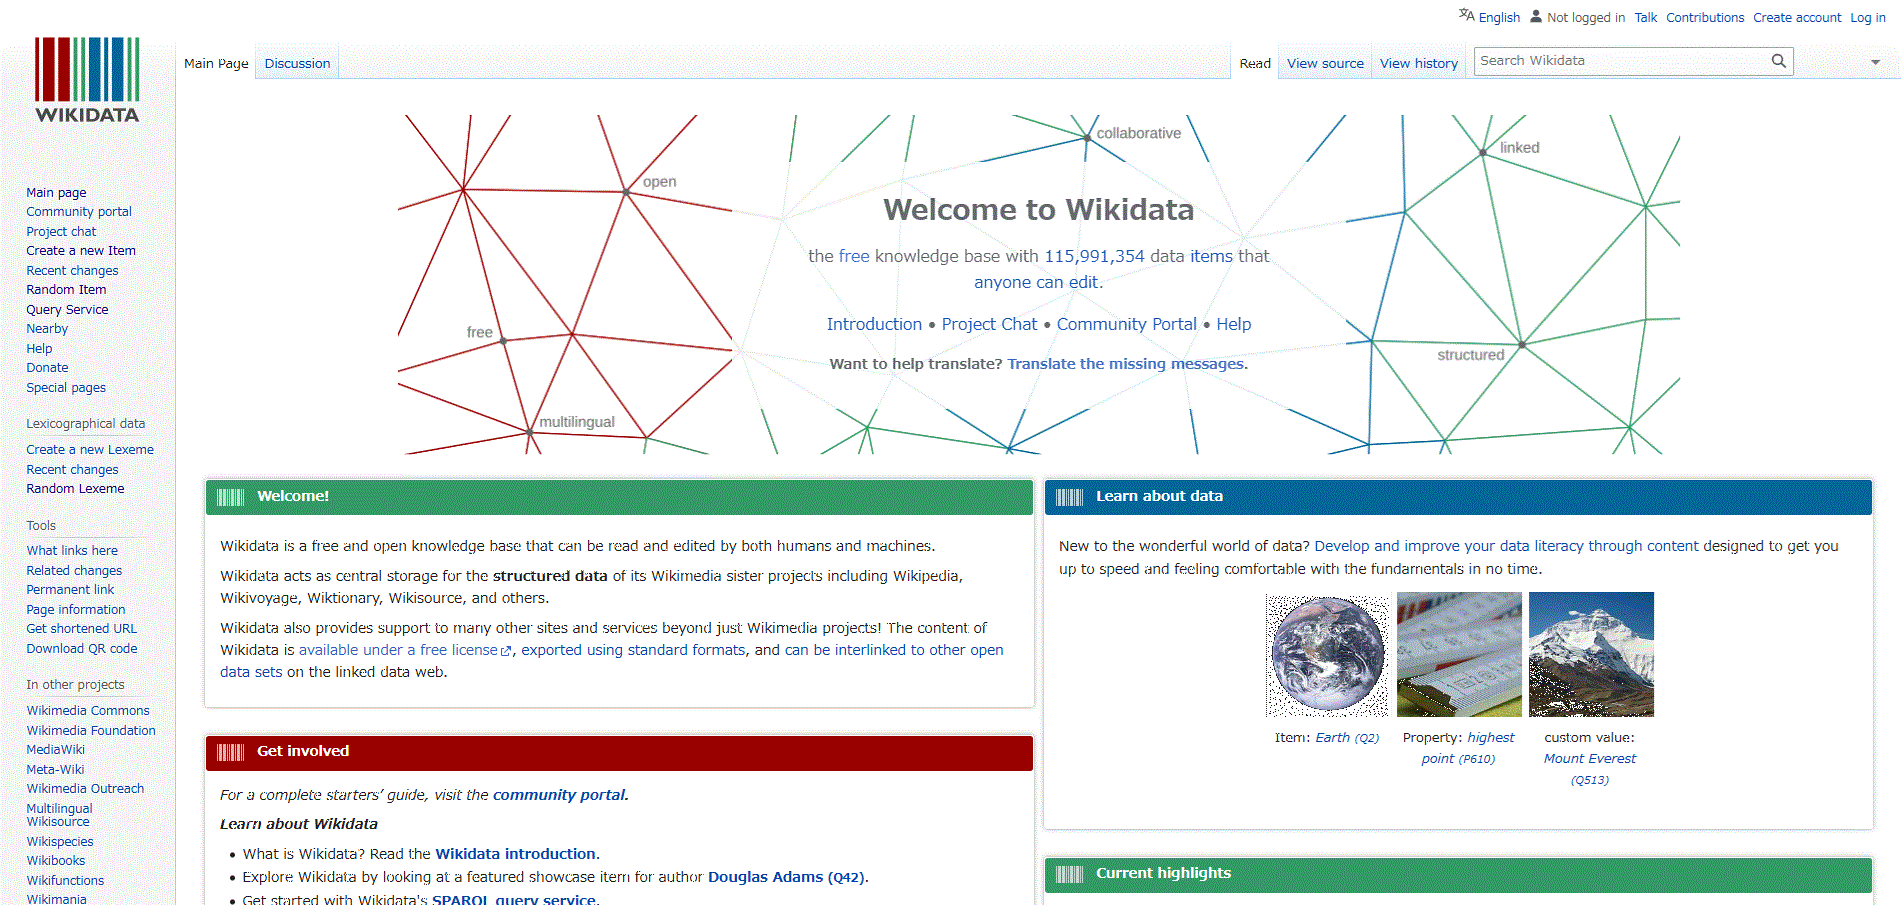 English Not logged in Talk Contributions Create account Log in
WIKIDATA
Main Page Discussion Read View source View history Search Wikidata
Main page
Community portal
Project chat
Create a new Item
Recent changes
Random Item
Query Service
Nearby
Help
Donate
Special pages
Lexicographical data
Create a new Lexeme
Recent changes
Random Lexeme
Tools
What links here
Related changes
Permanent link
Page information
Get shortened URL
Download QR code
In other projects
Wikimedia Commons
Wikimedia Foundation
MediaWiki
Meta-Wiki
Wikimedia Outreach
Multilingual
Wikisource
Wikispecies
Wikibooks
Wikifunctions
Wikimania
collaborative
linked
open
free
structured
multilingual
Welcome to Wikidata
the free knowledge base with 115,991,354 data items that
anyone can edit.
Introduction • Project Chat • Community Portal • Help
Want to help translate? Translate the missing messages.
Welcome!
Wikidata is a free and open knowledge base that can be read and edited by both humans and machines.
Wikidata acts as central storage for the structured data of its Wikimedia sister projects including Wikipedia,
Wikivoyage, Wiktionary, Wikisource, and others.
Wikidata also provides support to many other sites and services beyond just Wikimedia projects! The content of
Wikidata is available under a free license, exported using standard formats, and can be interlinked to other open
data sets on the linked data web.
Get involved
For a complete starters’ guide, visit the community portal.
Learn about Wikidata
• What is Wikidata? Read the Wikidata introduction.
• Explore Wikidata by looking at a featured showcase item for author Douglas Adams (Q42).
• Get started with Wikidata's SPARQL query service.
Learn about data
New to the wonderful world of data? Develop and improve your data literacy through content designed to get you
up to speed and feeling comfortable with the fundamentals in no time.
Item: Earth (Q2)
Property: highest
point (P610)
custom value:
Mount Everest
(Q513)
Current highlights